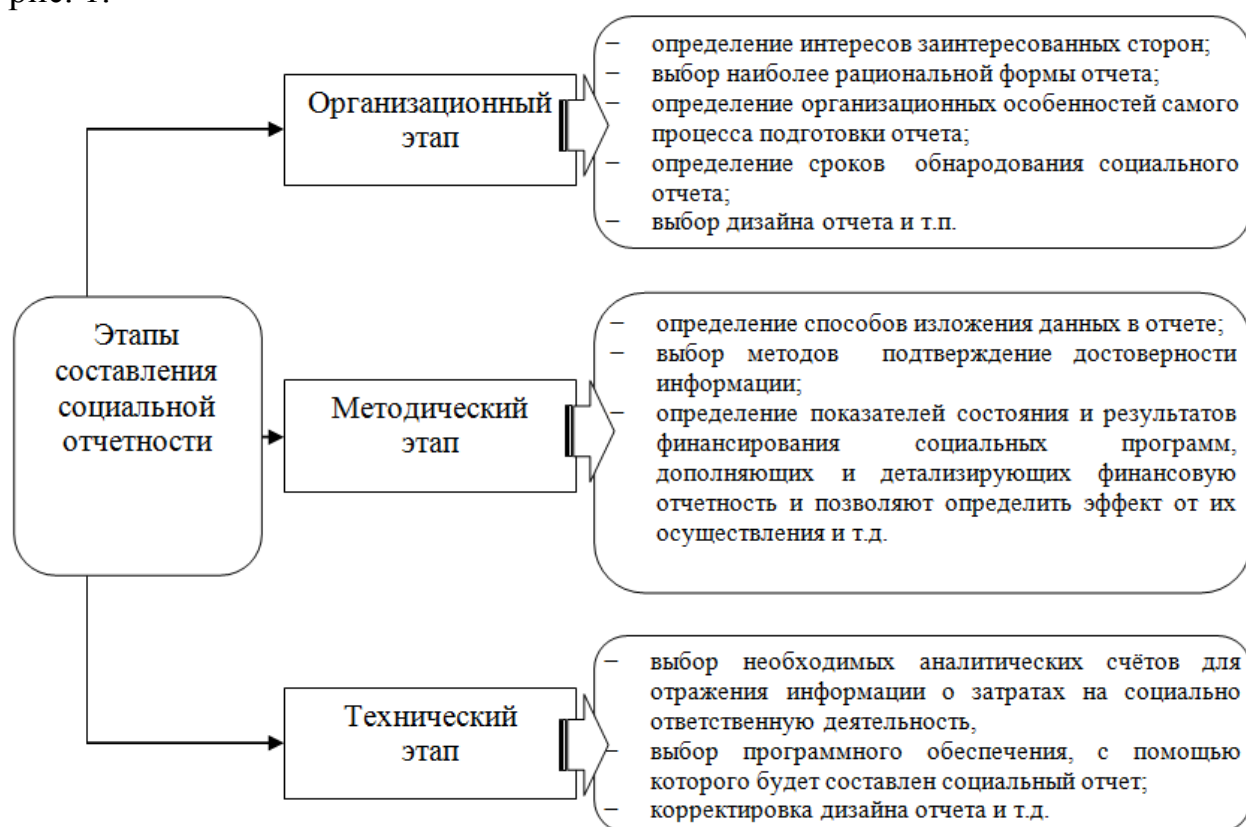 рис. 1.
Организационный
этап
– определение интересов заинтересованных сторон;
– выбор наиболее рациональной формы отчета;
– определение организационных особенностей самого
процесса подготовки отчета;
– определение сроков обнародования социального
отчета;
– выбор дизайна отчета и т.п.
Этапы
составления
социальной
отчетности
Методический
этап
– определение способов изложения данных в отчете;
– выбор методов подтверждение достоверности
информации;
– определение показателей состояния и результатов
финансирования социальных программ,
дополняющих и детализирующих финансовую
отчетность и позволяют определить эффект от их
осуществления и т.д.
Технический
этап
– выбор необходимых аналитических счётов для
отражения информации о затратах на социально
ответственную деятельность,
– выбор программного обеспечения, с помощью
которого будет составлен социальный отчет;
– корректировка дизайна отчета и т.д.